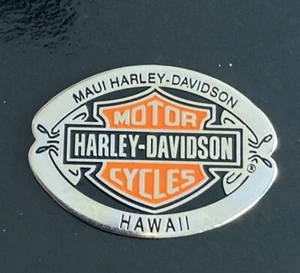 MAUI HARLEY-DAVIDSON
MOTOR
HARLEY-DAVIDSON
CYCLES
®
HAWAII